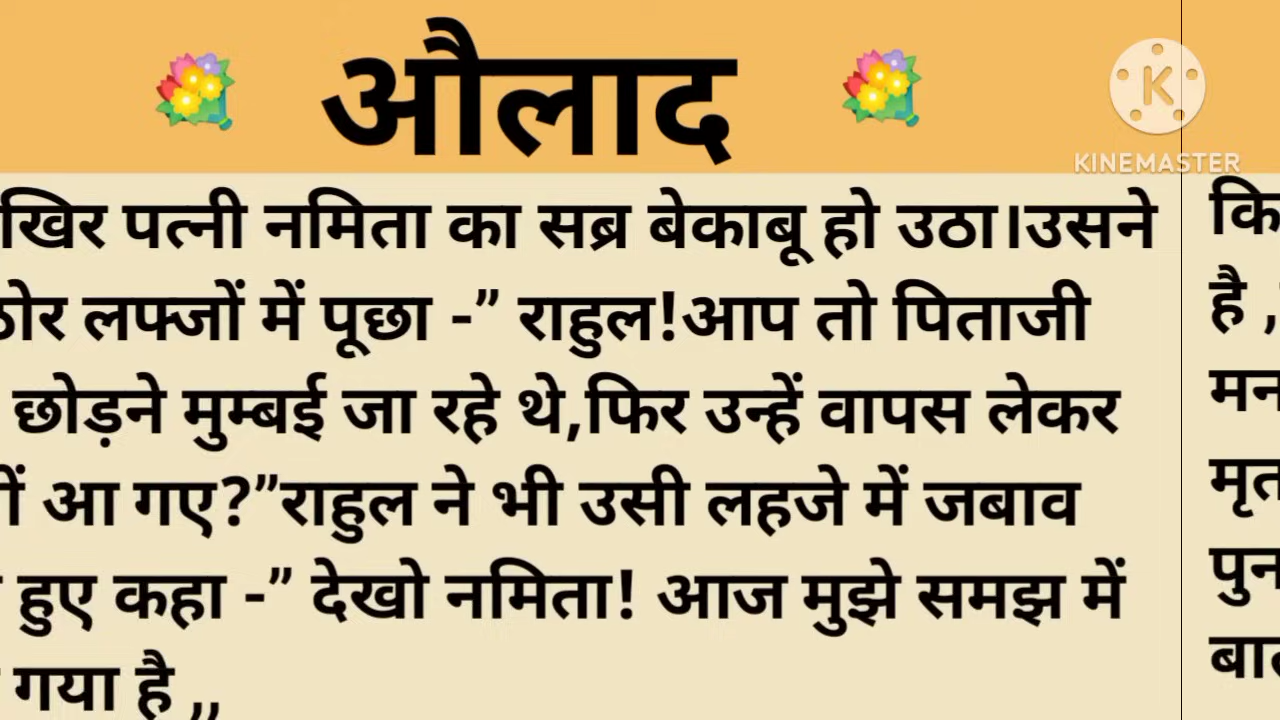 औलाद
KINEMASTER
खिर पत्नी नमिता का सब्र बेकाबू हो उठा।उसने
ठोर लफ्जों में पूछा -” राहुल!आप तो पिताजी
छोड़ने मुम्बई जा रहे थे,फिर उन्हें वापस लेकर
आ गए?”राहुल ने भी उसी लहजे में जबाव
हुए कहा -” देखो नमिता! आज मुझे समझ में
गया है ,,
कि
है ,
मन
मृत
पुन